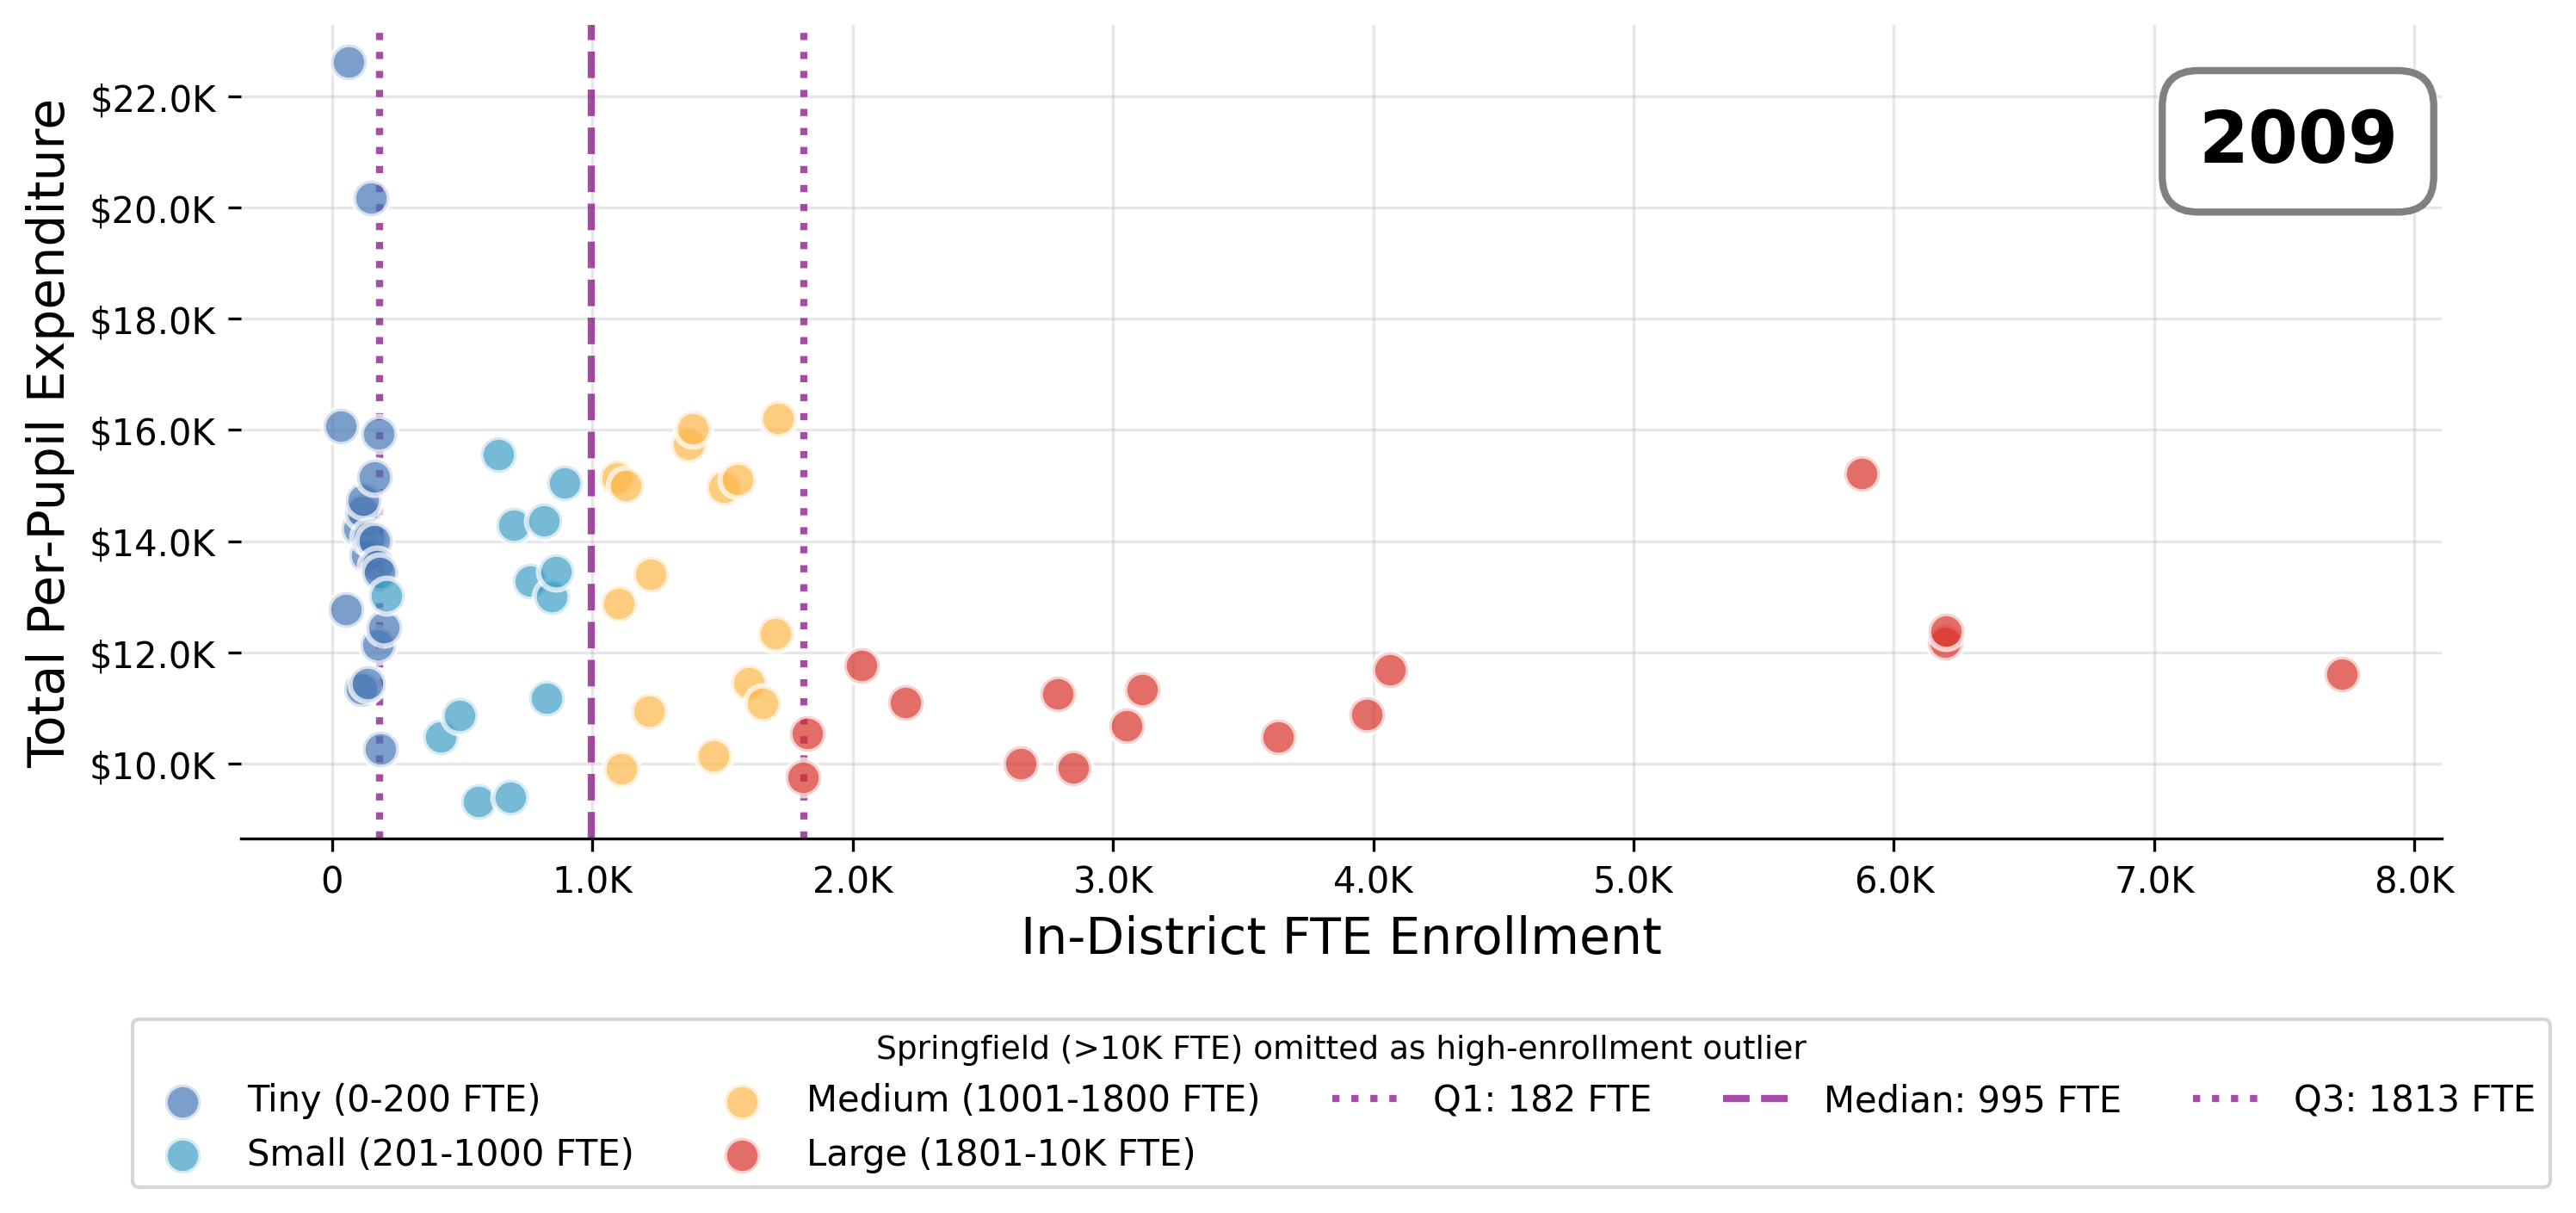 2009
Total Per-Pupil Expenditure
$22.0K
$20.0K
$18.0K
$16.0K
$14.0K
$12.0K
$10.0K
0 1.0K 2.0K 3.0K 4.0K 5.0K 6.0K 7.0K 8.0K
In-District FTE Enrollment
Springfield (>10K FTE) omitted as high-enrollment outlier
Tiny (0-200 FTE) Medium (1001-1800 FTE) Q1: 182 FTE Median: 995 FTE Q3: 1813 FTE
Small (201-1000 FTE) Large (1801-10K FTE)